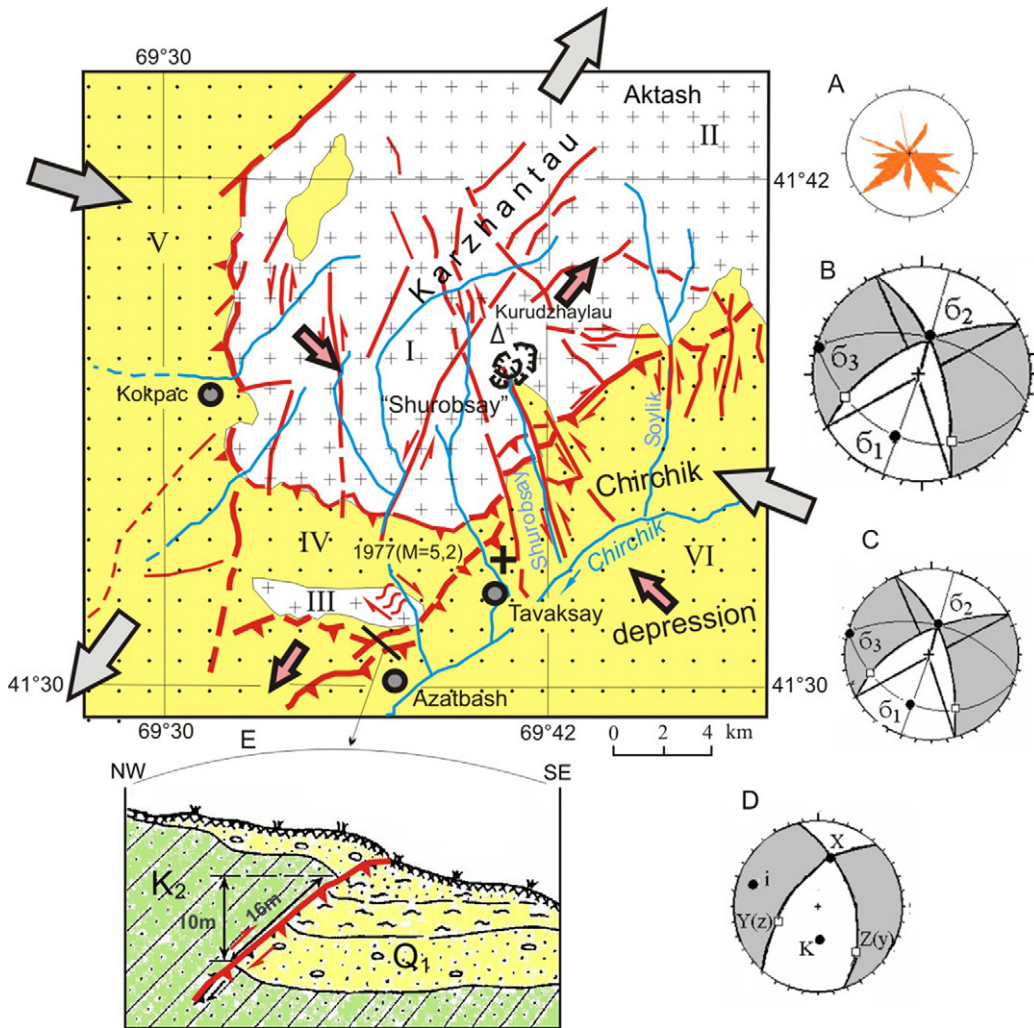 69°30
Aktash
II
A
41°42
Karzhantau
V
B
б2
б3
б1
Kurudzhaylau
I
Kokpac
"Shurobsay"
Soylik
Shurobsay
Chirchik
C
б2
б3
б1
IV
1977(M=5,2)
Chirchik
VI
III
Tavaksay
depression
41°30
Azatbash
41°30
69°30
69°42
0 2 4 km
E
NW
SE
D
X
i
Y(z)
Z(y)
K
K2
10m
16m
Q1